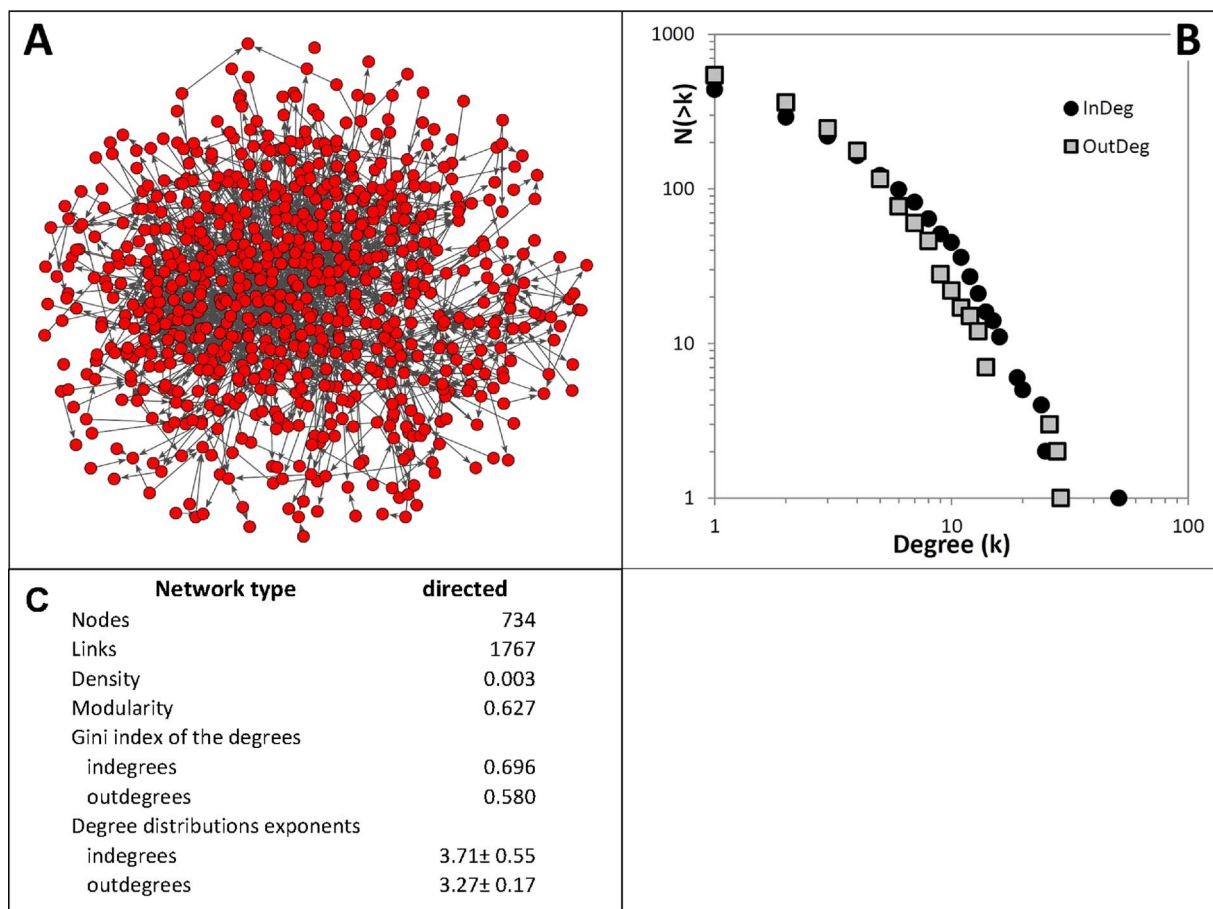 A
B
1000
100
10
1
N(>k)
InDeg
OutDeg
1
10
100
Degree (k)
C
Network type directed
Nodes 734
Links 1767
Density 0.003
Modularity 0.627
Gini index of the degrees
indegrees 0.696
outdegrees 0.580
Degree distributions exponents
indegrees 3.71± 0.55
outdegrees 3.27± 0.17